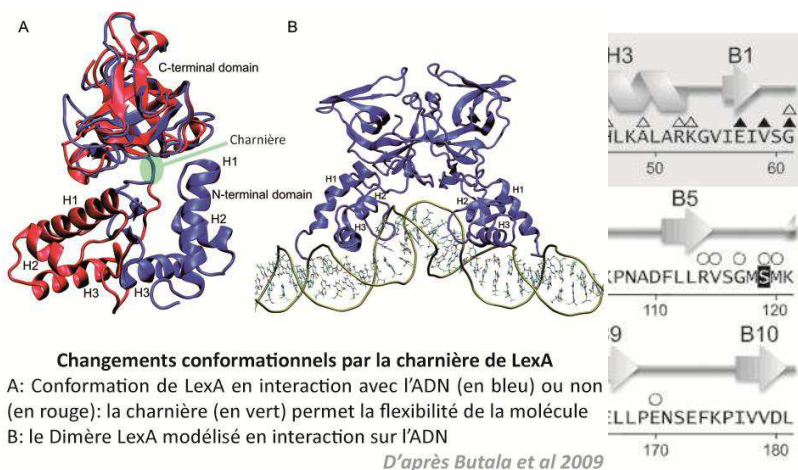 A
C-terminal domain
Charnière
H1
N-terminal domain
H1
H2
H2
H3
H3
B
H1
H2
H3
H1
H2
H3
Changements conformationnels par la charnière de LexA
A: Conformation de LexA en interaction avec l'ADN (en bleu) ou non
(en rouge): la charnière (en vert) permet la flexibilité de la molécule
B: le Dimère LexA modélisé en interaction sur l'ADN
D'après Butala et al 2009
H3 B1
LKALARKGVIEIVSG
50 60
B5
PNADFLLRVSGMSMK
110 120
B10
ELLPENSEFKPIVVDL
170 180